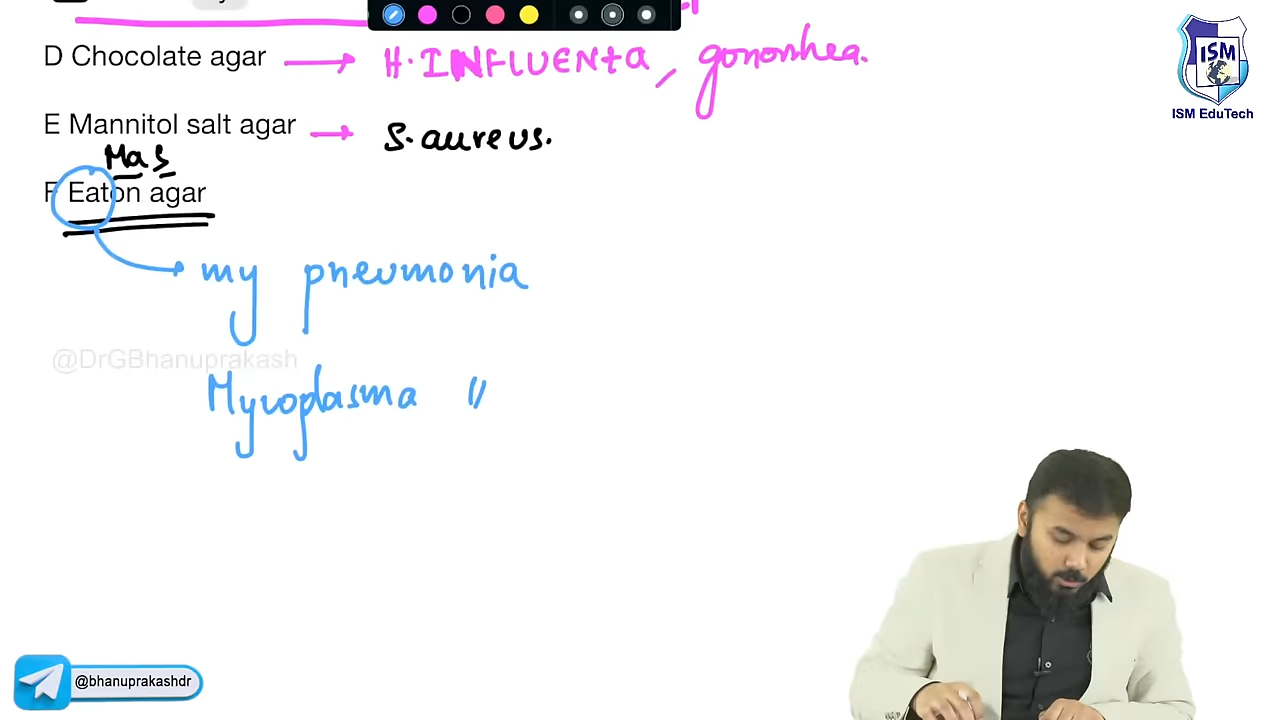 D Chocolate agar → H. INFLUENtA, gonorrhea.
ISM
ISM EduTech
E Mannitol salt agar → S. aureus.
Mas
F Eaton agar
my pneumonia
@DrGBhanuprakash
Mycoplasma "
@bhanuprakashdr